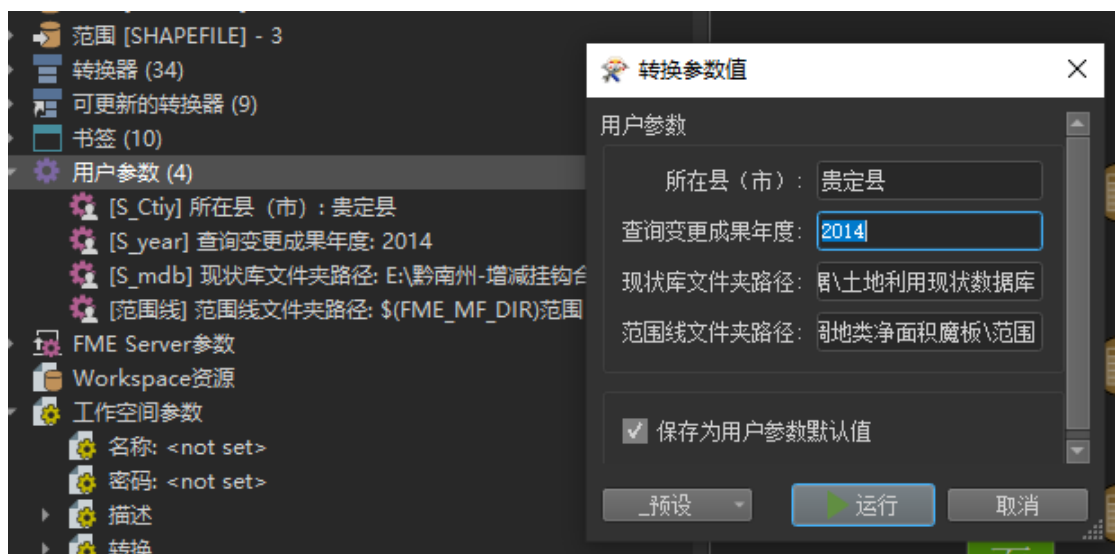 范围 [SHAPEFILE] - 3
转换器 (34)
可更新的转换器 (9)
书签 (10)
用户参数 (4)
[S_Ctiy] 所在县（市）: 贵定县
[S_year] 查询变更成果年度: 2014
[S_mdb] 现状库文件夹路径: E:\黔南州-增减挂钩台
[范围线] 范围线文件夹路径: $(FME_MF_DIR)范围
FME Server参数
Workspace资源
工作空间参数
名称: <not set>
密码: <not set>
描述
转换
转换参数值
用户参数
所在县（市）: 贵定县
查询变更成果年度: 2014
现状库文件夹路径: \土地利用现状数据库
范围线文件夹路径: 地类净面积魔板\范围
保存为用户参数默认值
_预设
运行
取消